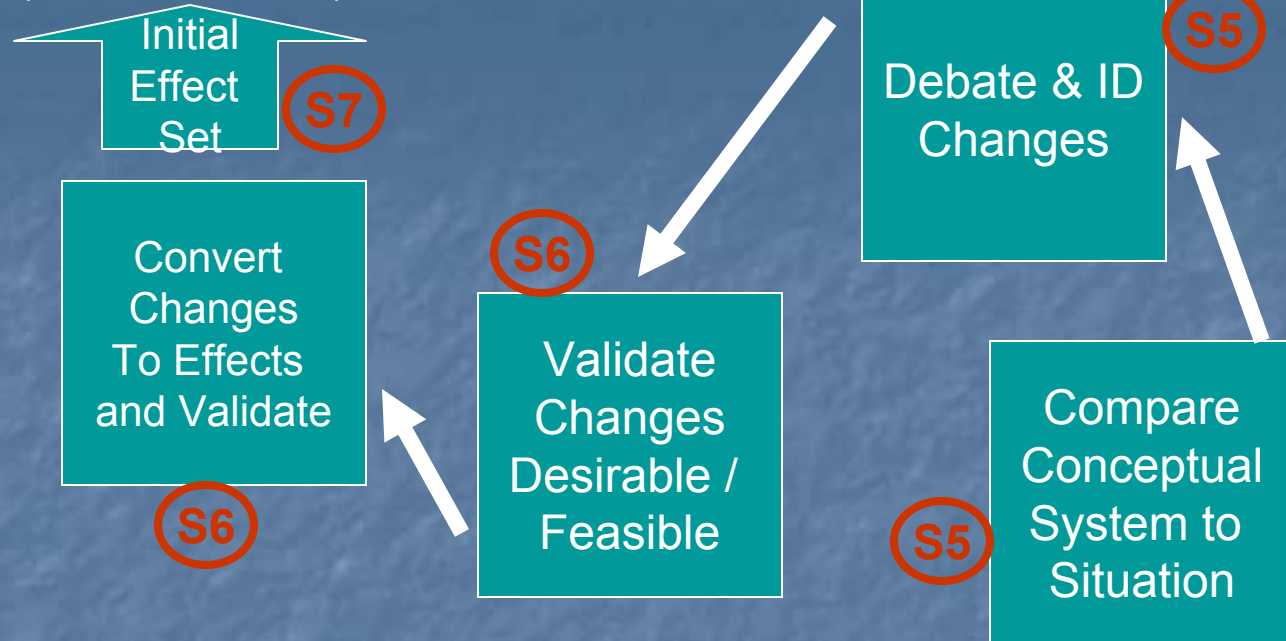 Initial
Effect
Set
S7
S5
Debate & ID
Changes
Convert
Changes
To Effects
and Validate
S6
S6
Validate
Changes
Desirable /
Feasible
Compare
Conceptual
System to
Situation
S5